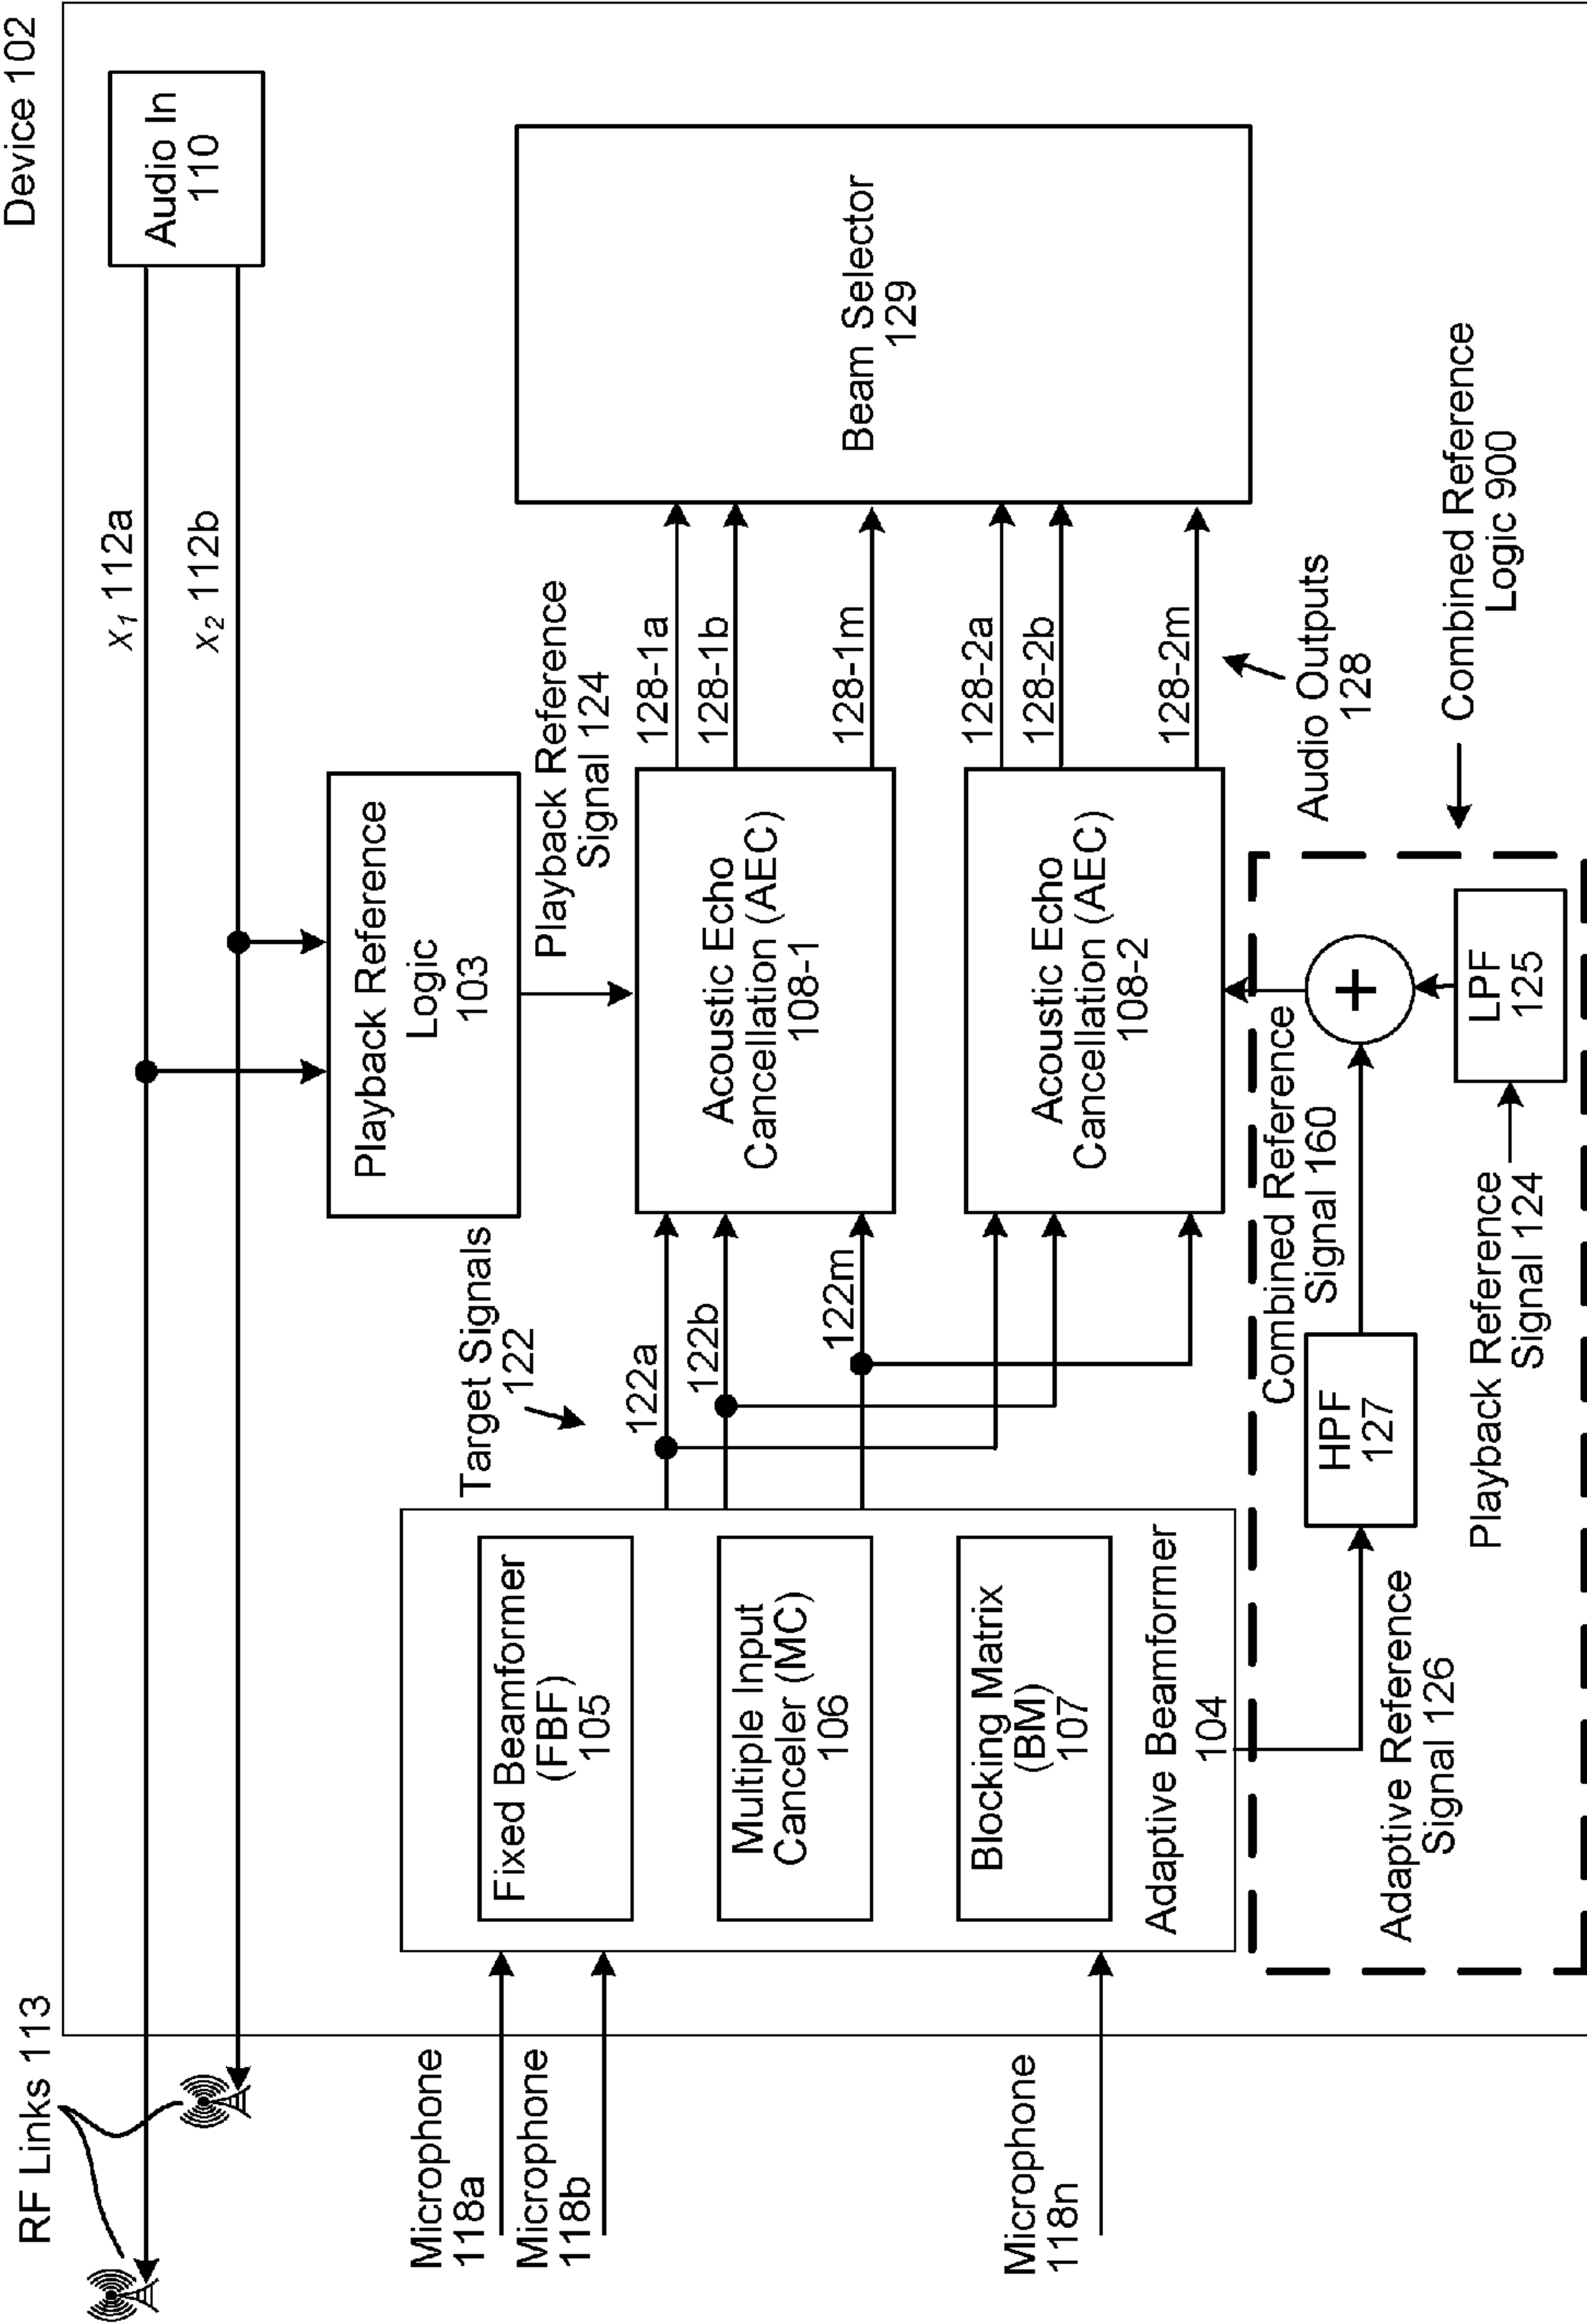 Device 102
RF Links 113
x1 112a
x2 112b
Audio In
110
Playback Reference
Logic
103
Playback Reference
Signal 124
Target Signals
122
122a
122b
122m
Microphone
118a
Microphone
118b
Microphone
118n
Fixed Beamformer
(FBF)
105
Multiple Input
Canceler (MC)
106
Blocking Matrix
(BM)
107
Adaptive Beamformer
104
Acoustic Echo
Cancellation (AEC)
108-1
Acoustic Echo
Cancellation (AEC)
108-2
128-1a
128-1b
128-1m
128-2a
128-2b
128-2m
Audio Outputs
128
Beam Selector
129
Combined Reference
Signal 160
HPF
127
Adaptive Reference
Signal 126
+
LPF
125
Playback Reference
Signal 124
Combined Reference
Logic 900